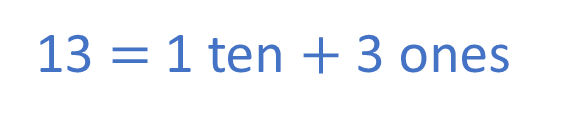 13 = 1 ten + 3 ones